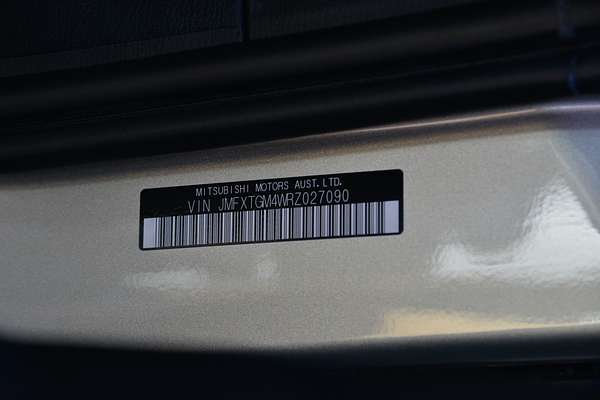 MITSUBISHI MOTORS AUST. LTD.
VIN JMFXTGM4WRZ027090